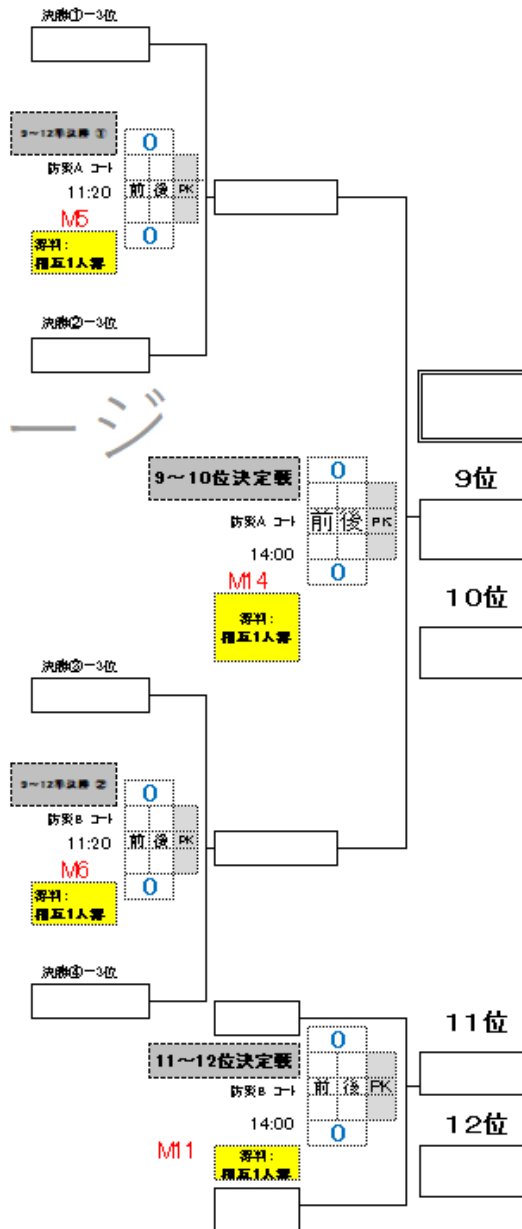 決勝①－3位
9～12準決勝 ①
防災A コート
11:20
M5
審判:
相互1人審
0
前 後 PK
0
決勝②－3位
ージ
9～10位決定戦
防災A コート
14:00
M14
審判:
相互1人審
0
前 後 PK
0
9位
10位
決勝③－3位
9～12準決勝 ②
防災B コート
11:20
M6
審判:
相互1人審
0
前 後 PK
0
決勝④－3位
11～12位決定戦
防災B コート
14:00
M11
審判:
相互1人審
0
前 後 PK
0
11位
12位